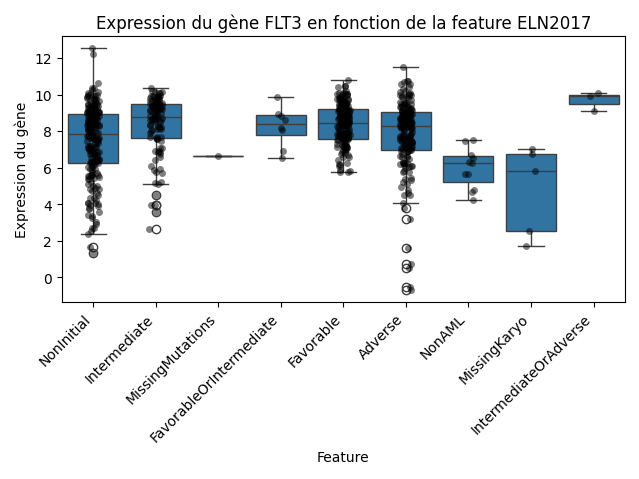 Expression du gène FLT3 en fonction de la feature ELN2017
Expression du gène
12
10
8
6
4
2
0
NonInitial
Intermediate
MissingMutations
FavorableOrIntermediate
Favorable
Adverse
NonAML
MissingKaryo
IntermediateOrAdverse
Feature